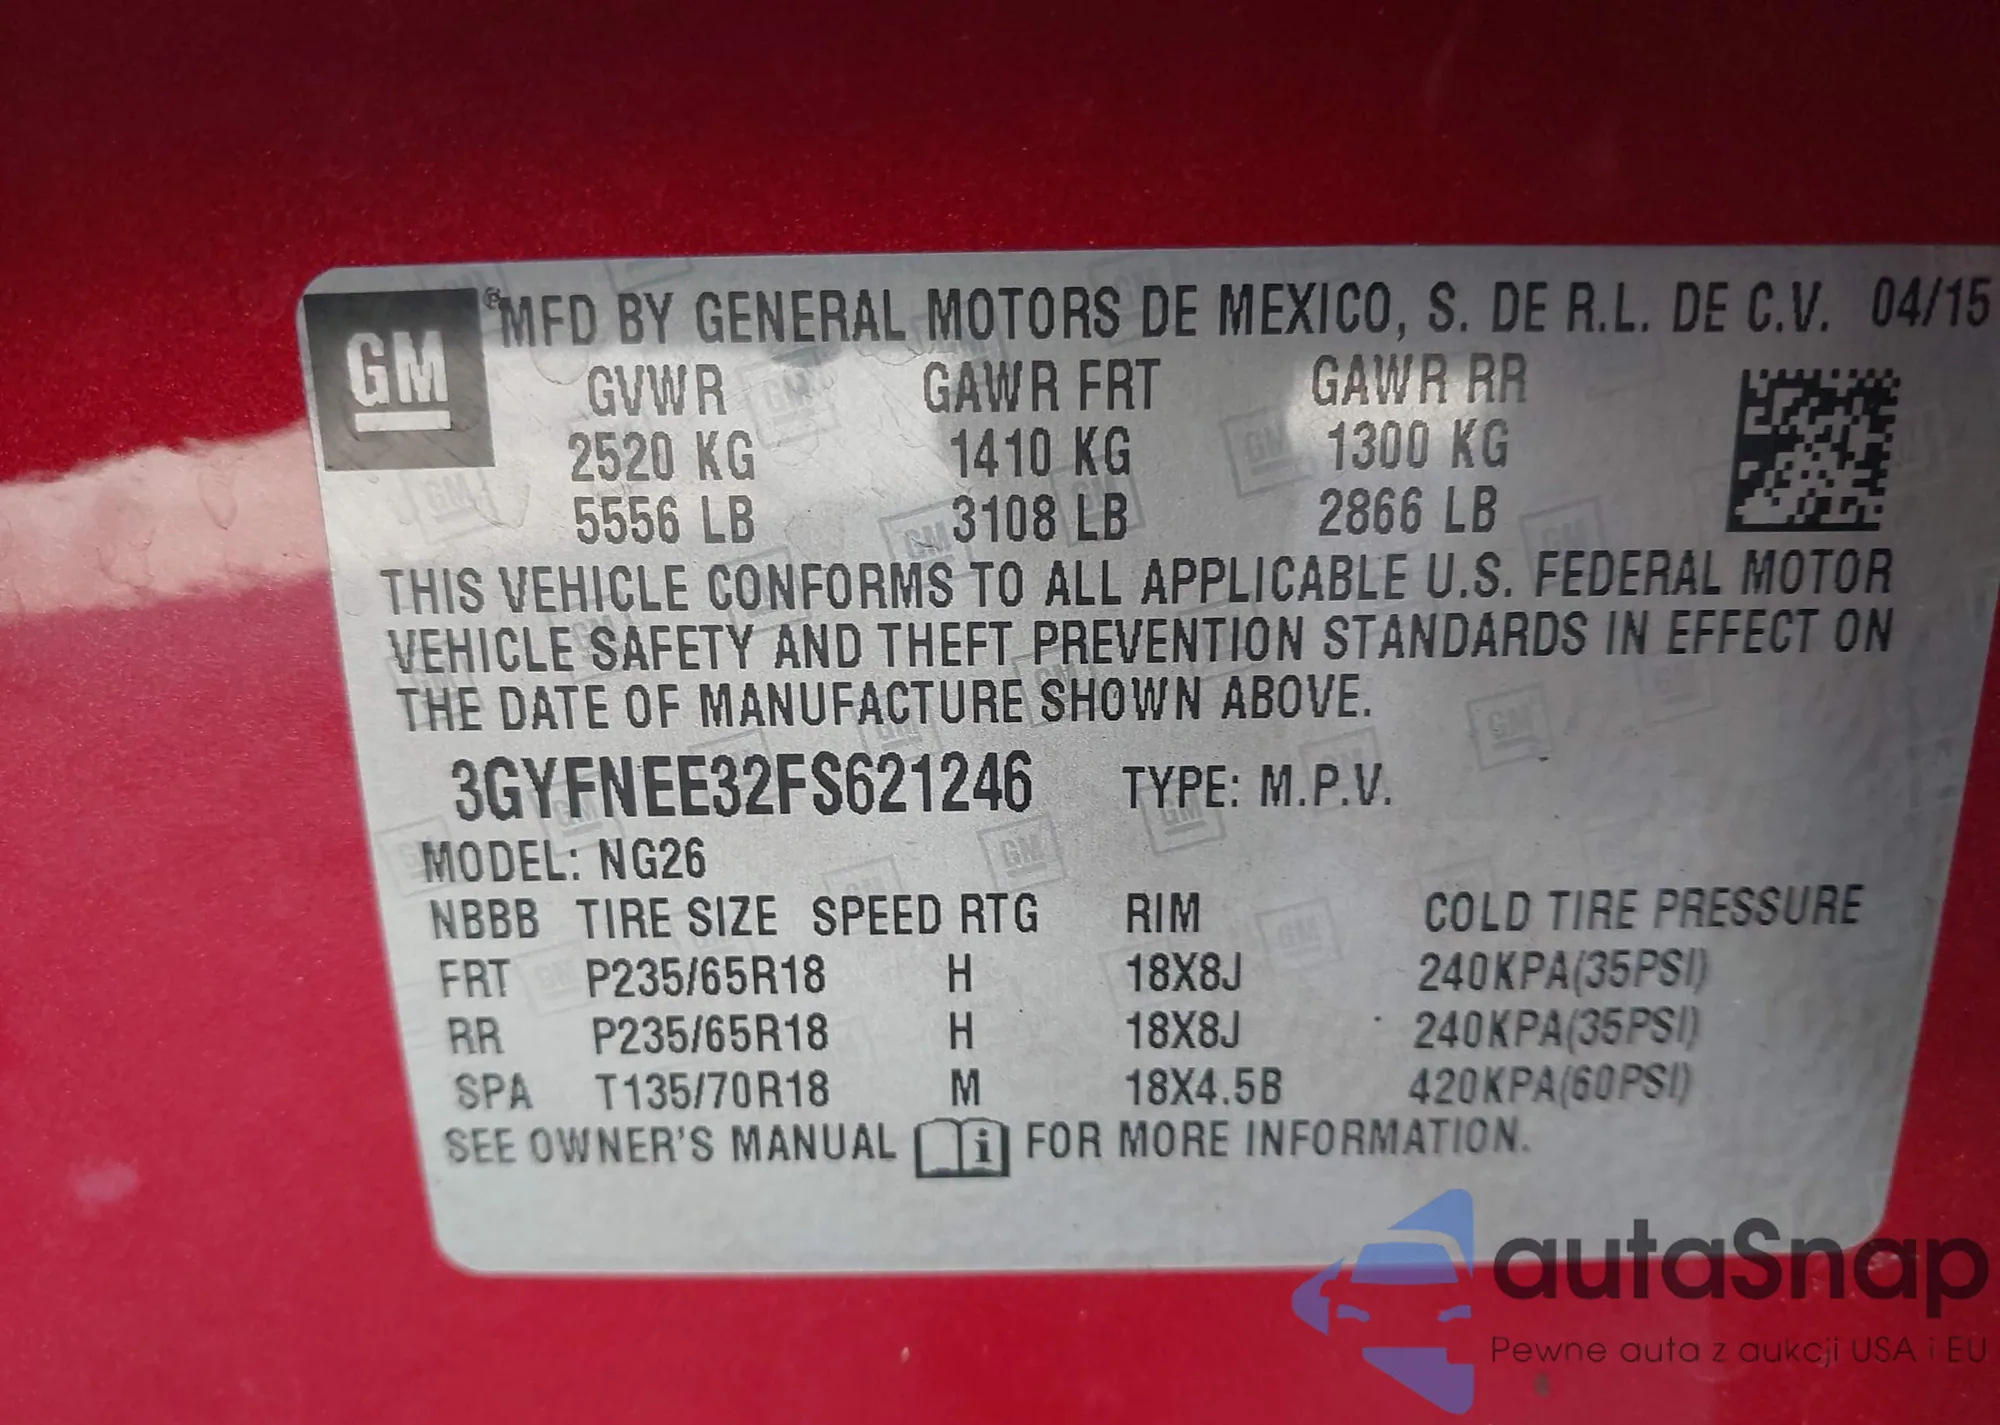 GM ® MFD BY GENERAL MOTORS DE MEXICO, S. DE R.L. DE C.V. 04/15
GVWR GAWR FRT GAWR RR
2520 KG 1410 KG 1300 KG
5556 LB 3108 LB 2866 LB
THIS VEHICLE CONFORMS TO ALL APPLICABLE U.S. FEDERAL MOTOR
VEHICLE SAFETY AND THEFT PREVENTION STANDARDS IN EFFECT ON
THE DATE OF MANUFACTURE SHOWN ABOVE.
3GYFNEE32FS621246 TYPE: M.P.V.
MODEL: NG26
NBBB TIRE SIZE SPEED RTG RIM COLD TIRE PRESSURE
FRT P235/65R18 H 18X8J 240KPA(35PSI)
RR P235/65R18 H 18X8J 240KPA(35PSI)
SPA T135/70R18 M 18X4.5B 420KPA(60PSI)
SEE OWNER'S MANUAL i FOR MORE INFORMATION.
autaSnap
Pewne auta z aukcji USA i EU